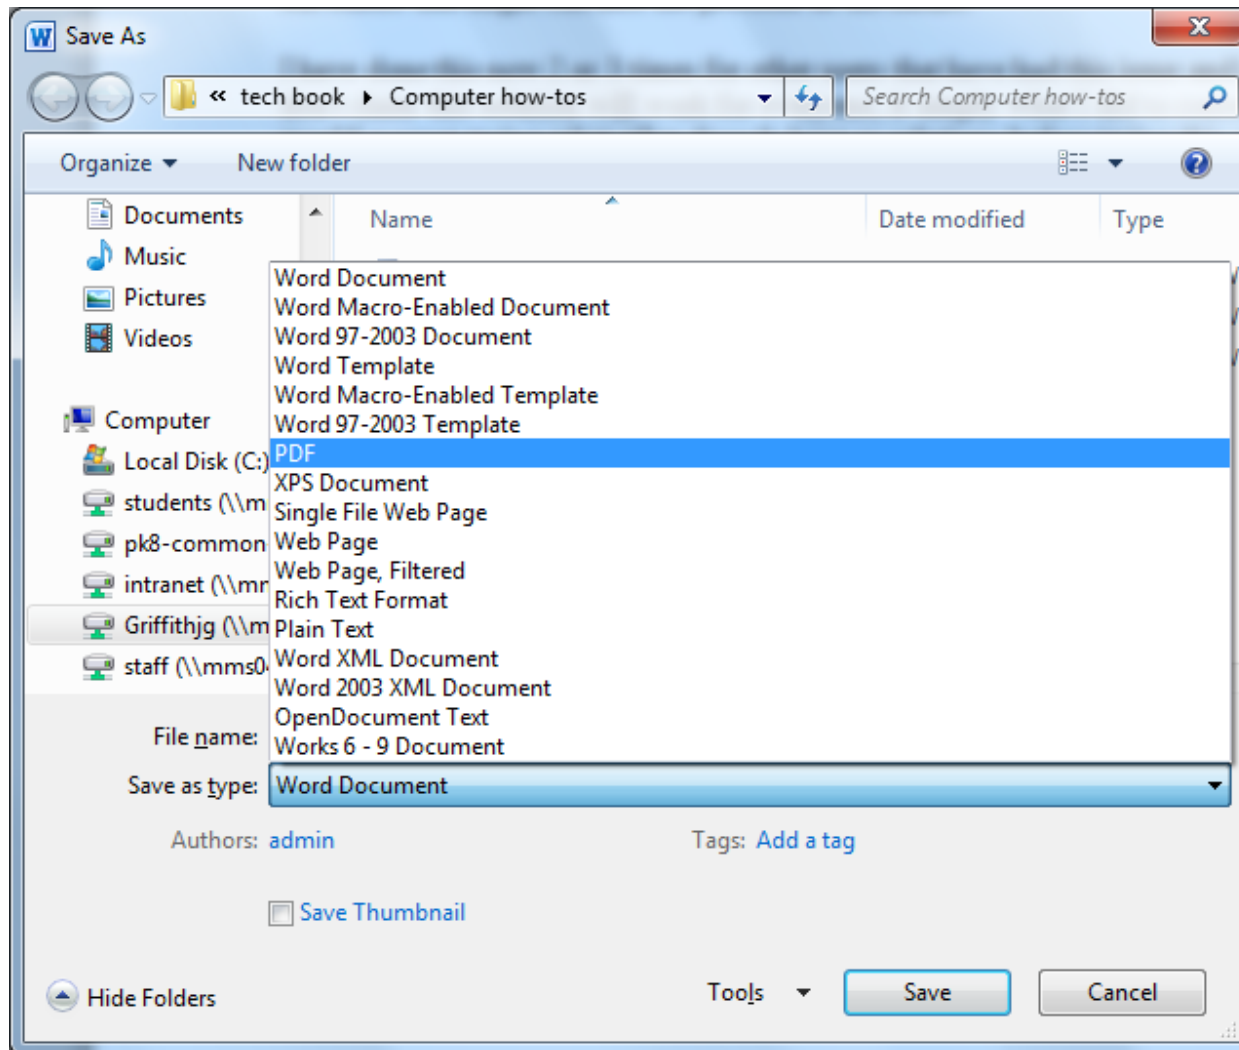 Save As
« tech book ▸ Computer how-tos
Search Computer how-tos
Organize
New folder
Name
Date modified
Type
Documents
Music
Pictures
Videos
Computer
Local Disk (C:)
students (\\m
pk8-common
intranet (\\mr
Griffithjg (\\m
staff (\\mms0
Word Document
Word Macro-Enabled Document
Word 97-2003 Document
Word Template
Word Macro-Enabled Template
Word 97-2003 Template
PDF
XPS Document
Single File Web Page
Web Page
Web Page, Filtered
Rich Text Format
Plain Text
Word XML Document
Word 2003 XML Document
OpenDocument Text
Works 6 - 9 Document
File name:
Save as type: Word Document
Authors: admin
Tags: Add a tag
Save Thumbnail
Hide Folders
Tools
Save
Cancel